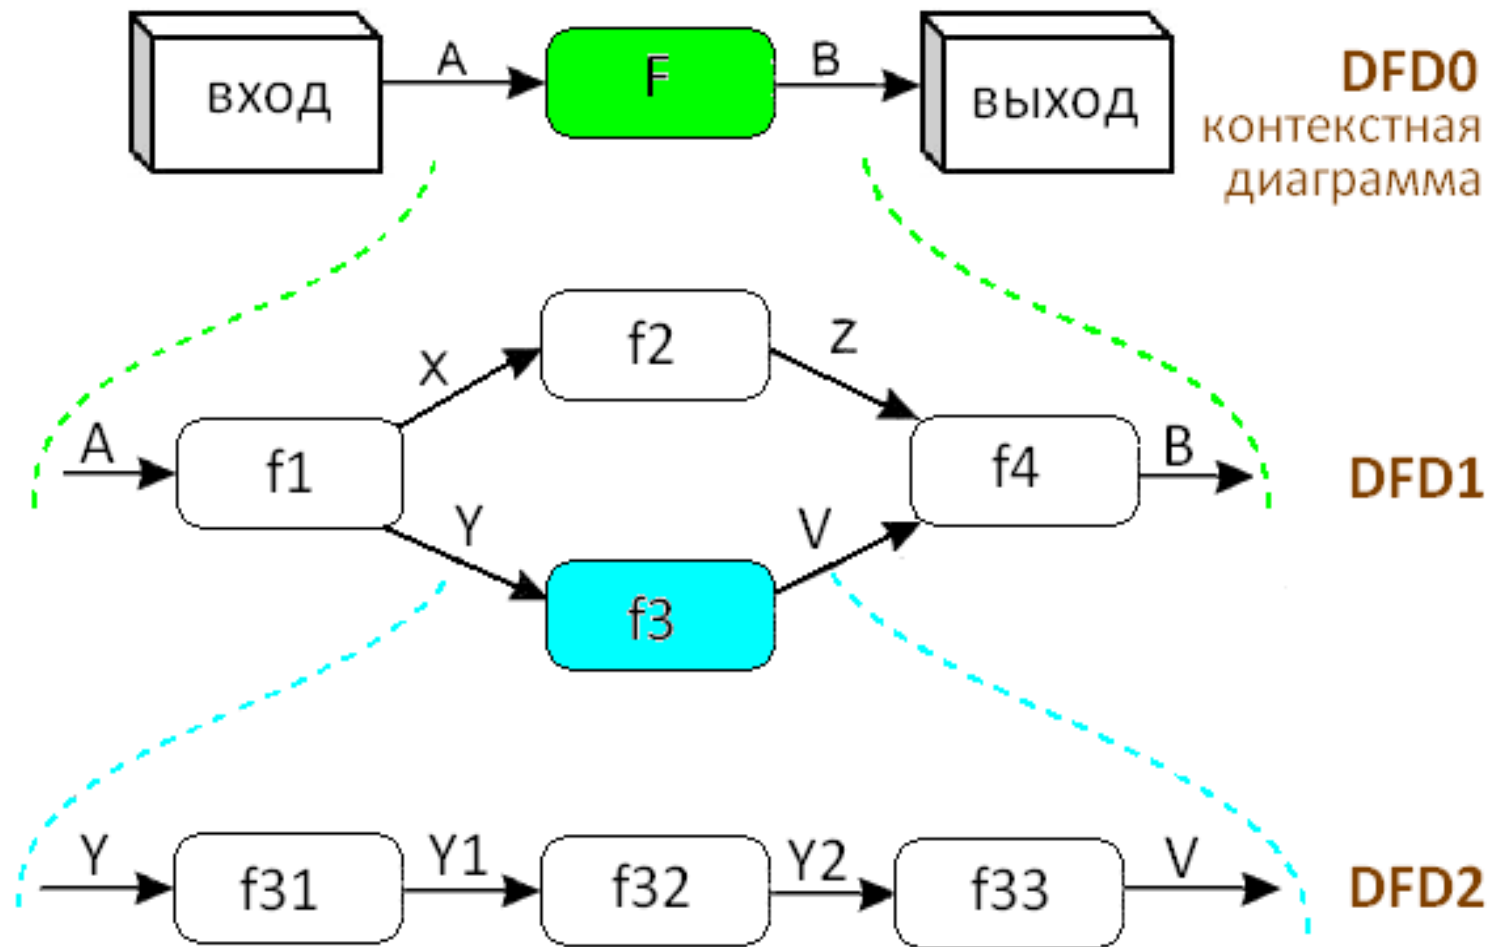 вход
A
F
B
выход
DFD0
контекстная
диаграмма
A
f1
X
f2
Z
Y
f3
V
f4
B
DFD1
Y
f31
Y1
f32
Y2
f33
V
DFD2